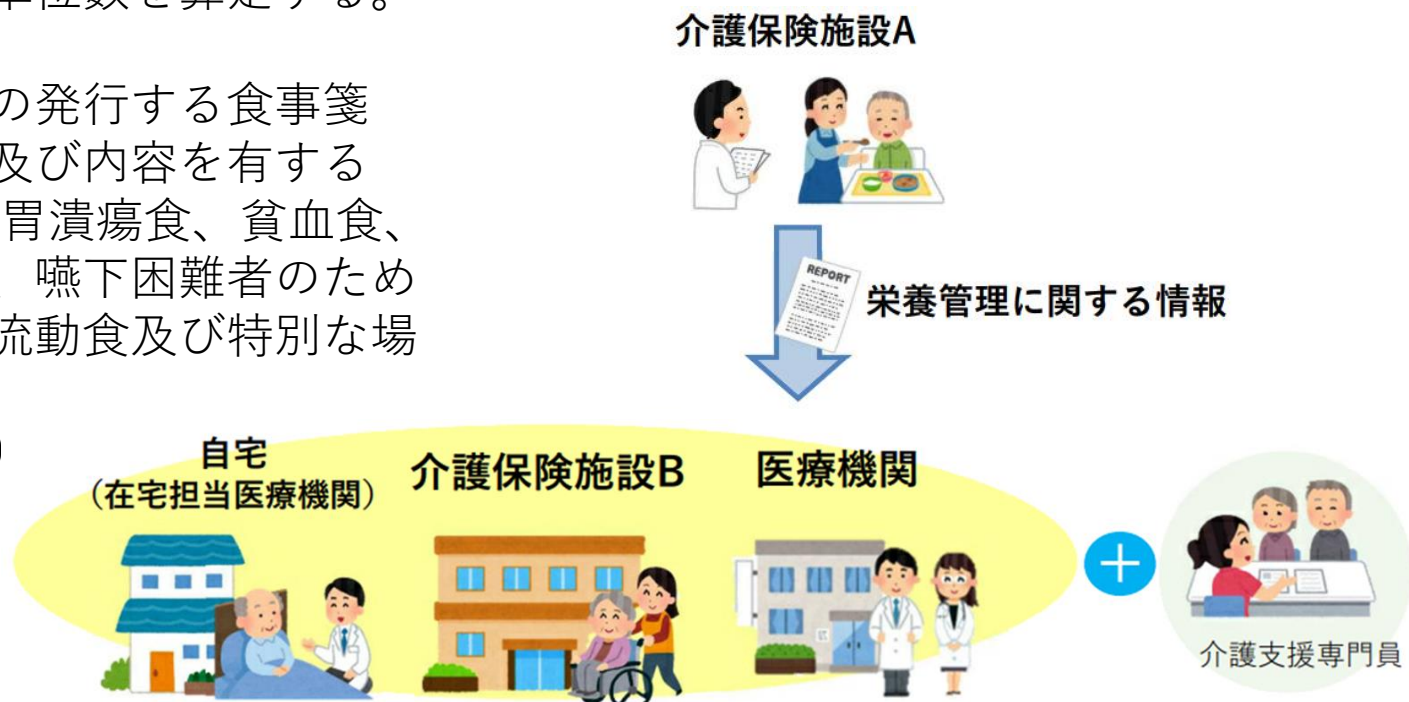 単位数を算定する。
の発行する食事箋
及び内容を有する
胃潰瘍食、貧血食、
、嚥下困難者のため
流動食及び特別な場
)
介護保険施設A
REPORT
栄養管理に関する情報
自宅
（在宅担当医療機関）
介護保険施設B
医療機関
介護支援専門員